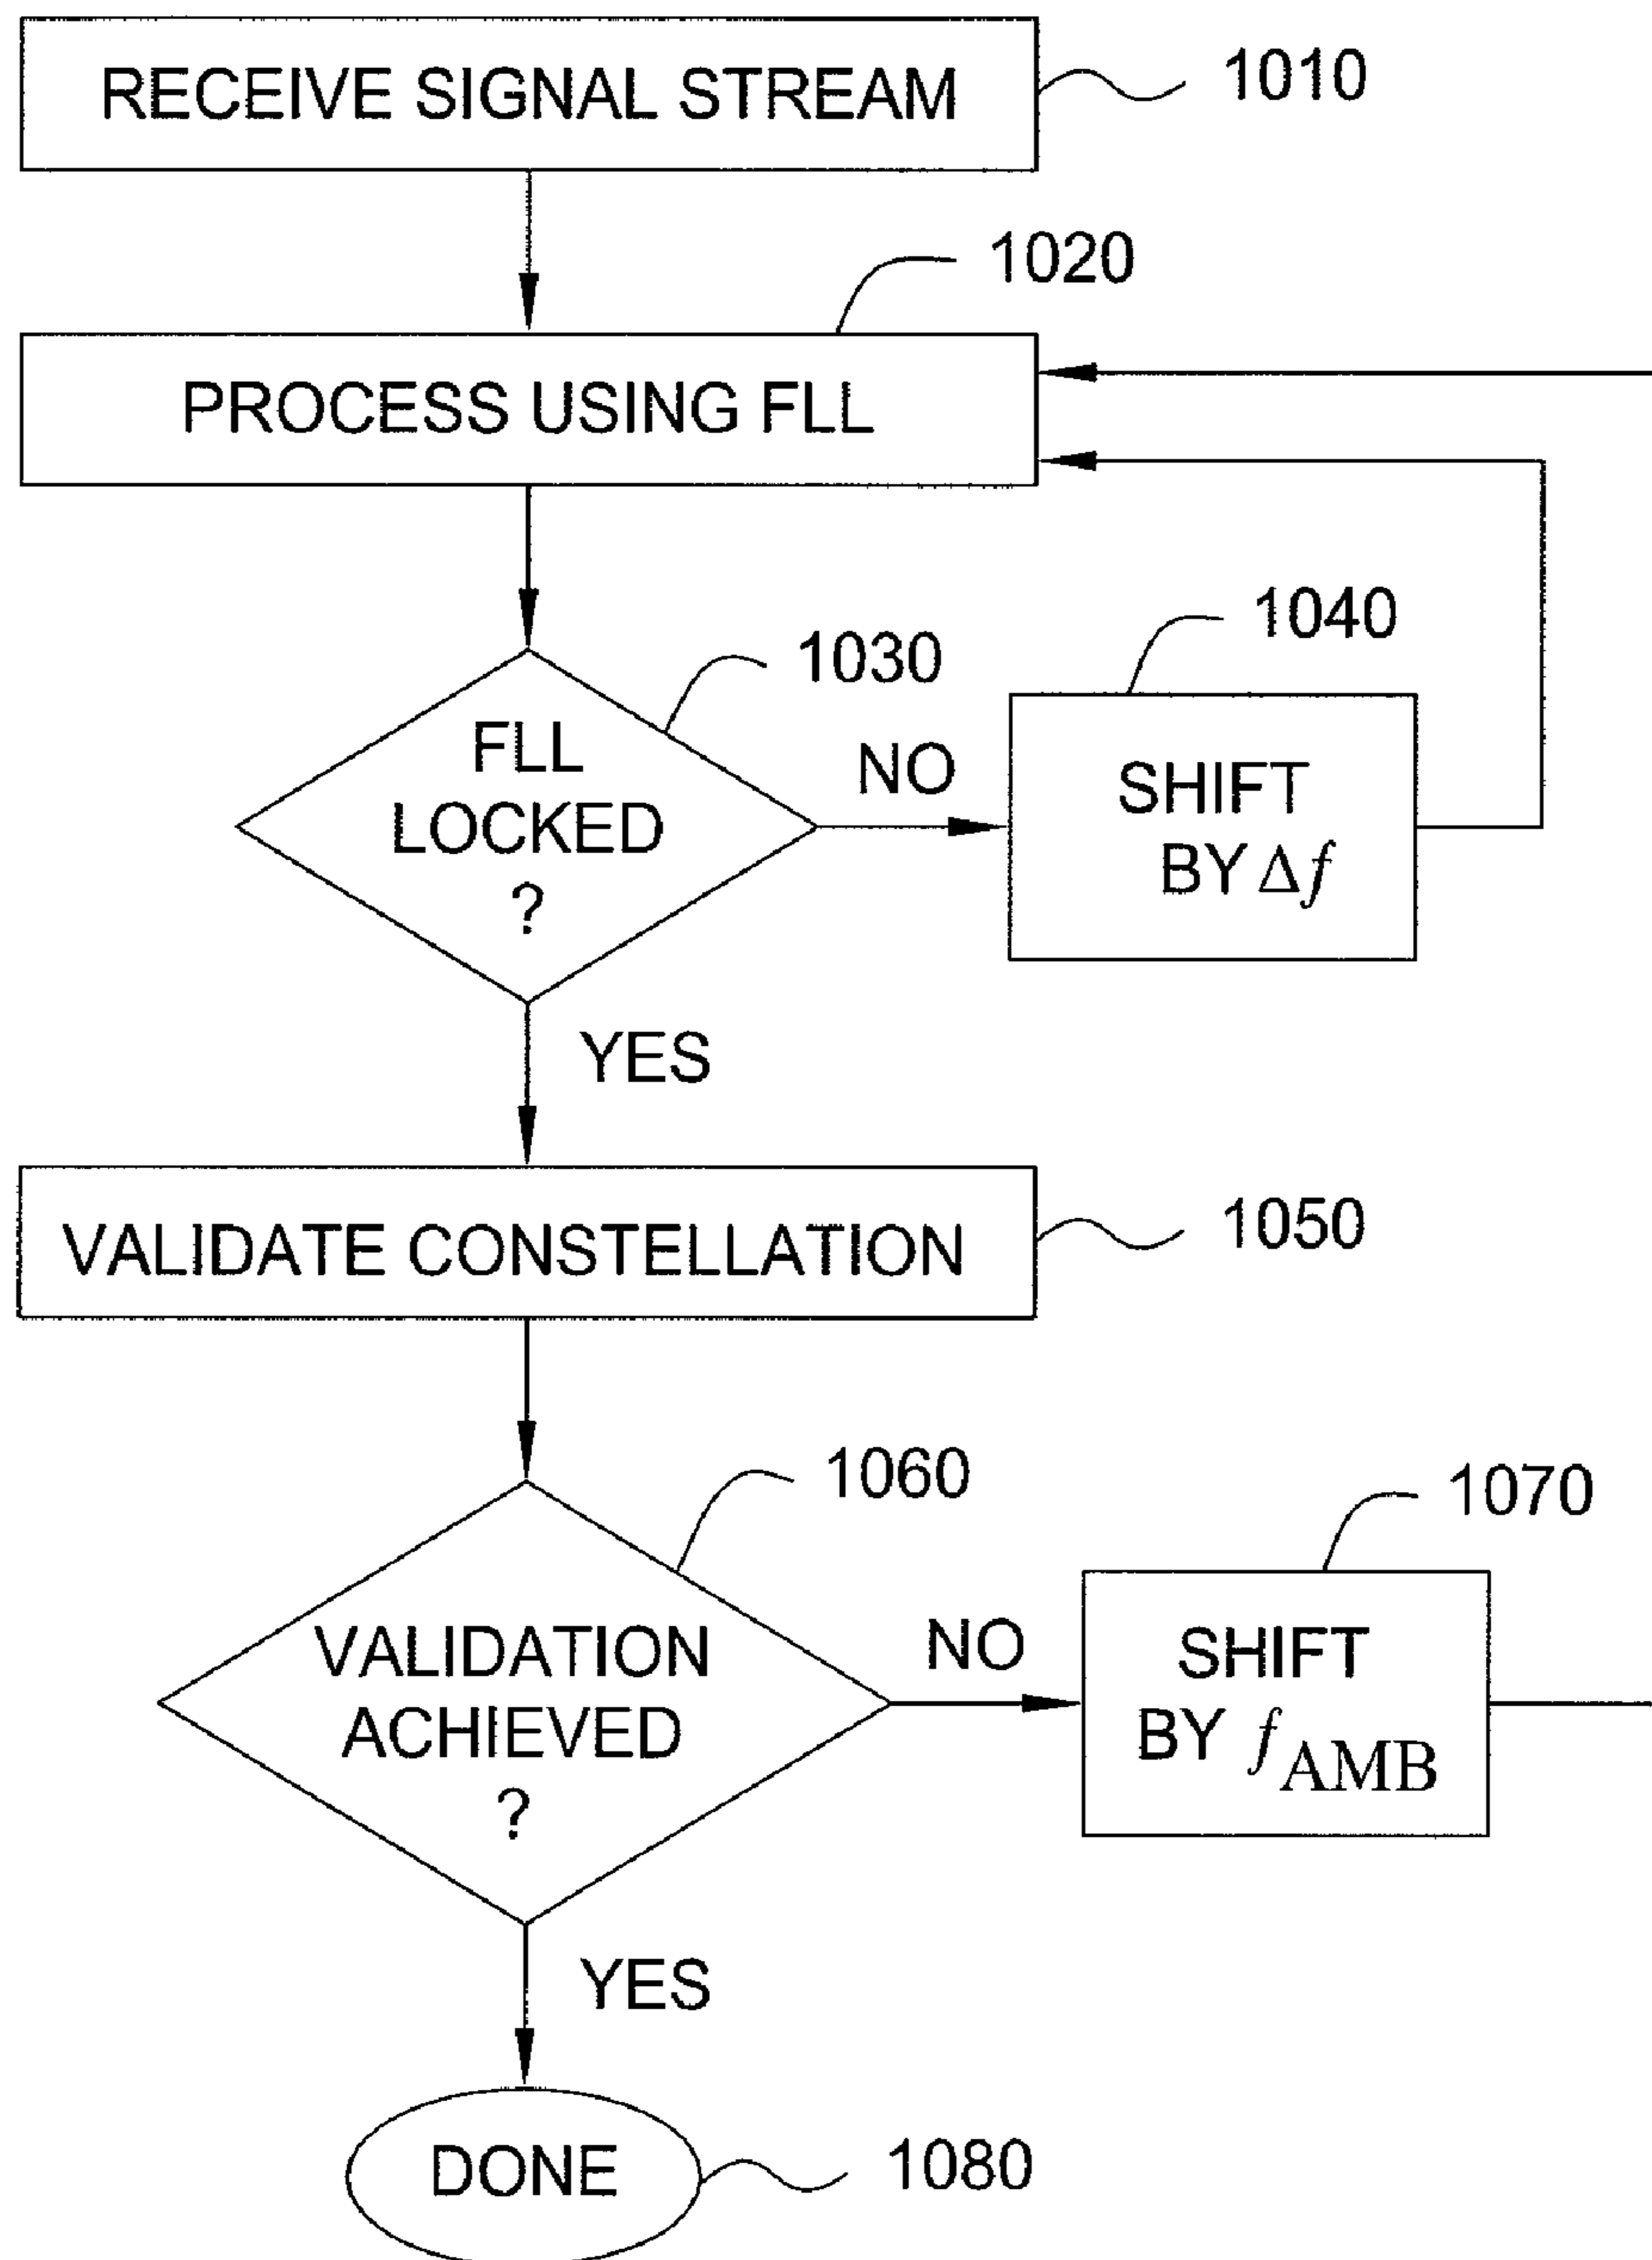 RECEIVE SIGNAL STREAM
1010
1020
PROCESS USING FLL
1030
FLL
LOCKED
?
NO
1040
SHIFT
BY Δf
YES
VALIDATE CONSTELLATION
1050
1060
VALIDATION
ACHIEVED
?
NO
1070
SHIFT
BY fAMB
YES
DONE
1080